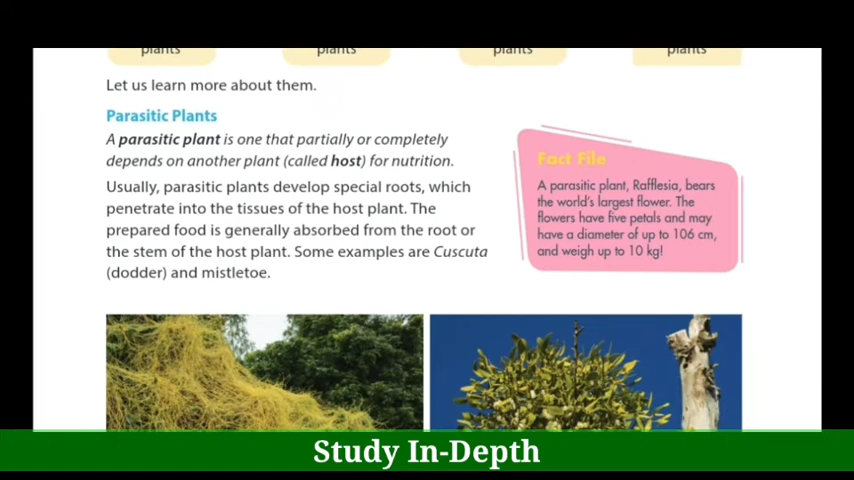 plants plants plants plants
Let us learn more about them.
Parasitic Plants
A parasitic plant is one that partially or completely
depends on another plant (called host) for nutrition.
Usually, parasitic plants develop special roots, which
penetrate into the tissues of the host plant. The
prepared food is generally absorbed from the root or
the stem of the host plant. Some examples are Cuscuta
(dodder) and mistletoe.
Fact File
A parasitic plant, Rafflesia, bears
the world's largest flower. The
flowers have five petals and may
have a diameter of up to 106 cm,
and weigh up to 10 kg!
Study In-Depth